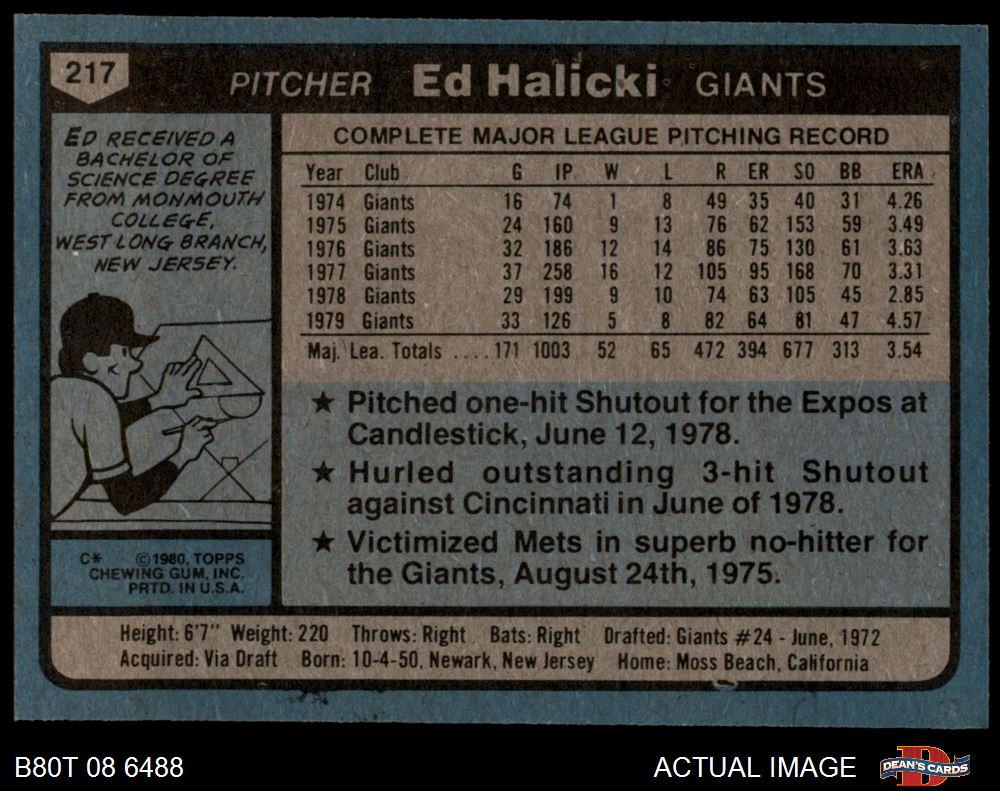 217
PITCHER Ed Halicki GIANTS
ED RECEIVED A
BACHELOR OF
SCIENCE DEGREE
FROM MONMOUTH
COLLEGE,
WEST LONG BRANCH,
NEW JERSEY.
C* ©1980, TOPPS
CHEWING GUM, INC.
PRTD. IN U.S.A.
COMPLETE MAJOR LEAGUE PITCHING RECORD
Year Club G IP W L R ER SO BB ERA
1974 Giants 16 74 1 8 49 35 40 31 4.26
1975 Giants 24 160 9 13 76 62 153 59 3.49
1976 Giants 32 186 12 14 86 75 130 61 3.63
1977 Giants 37 258 16 12 105 95 168 70 3.31
1978 Giants 29 199 9 10 74 63 105 45 2.85
1979 Giants 33 126 5 8 82 64 81 47 4.57
Maj. Lea. Totals ....171 1003 52 65 472 394 677 313 3.54
★ Pitched one-hit Shutout for the Expos at
Candlestick, June 12, 1978.
★ Hurled outstanding 3-hit Shutout
against Cincinnati in June of 1978.
★ Victimized Mets in superb no-hitter for
the Giants, August 24th, 1975.
Height: 6'7" Weight: 220 Throws: Right Bats: Right Drafted: Giants #24 - June, 1972
Acquired: Via Draft Born: 10-4-50, Newark, New Jersey Home: Moss Beach, California
B80T 08 6488
ACTUAL IMAGE
D
DEAN'S CARDS